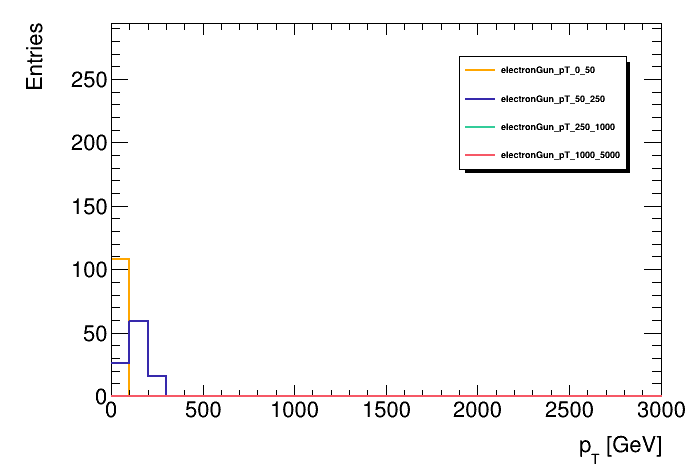 Entries
250
200
150
100
50
0
0 500 1000 1500 2000 2500 3000
p_T [GeV]
electronGun_pT_0_50
electronGun_pT_50_250
electronGun_pT_250_1000
electronGun_pT_1000_5000